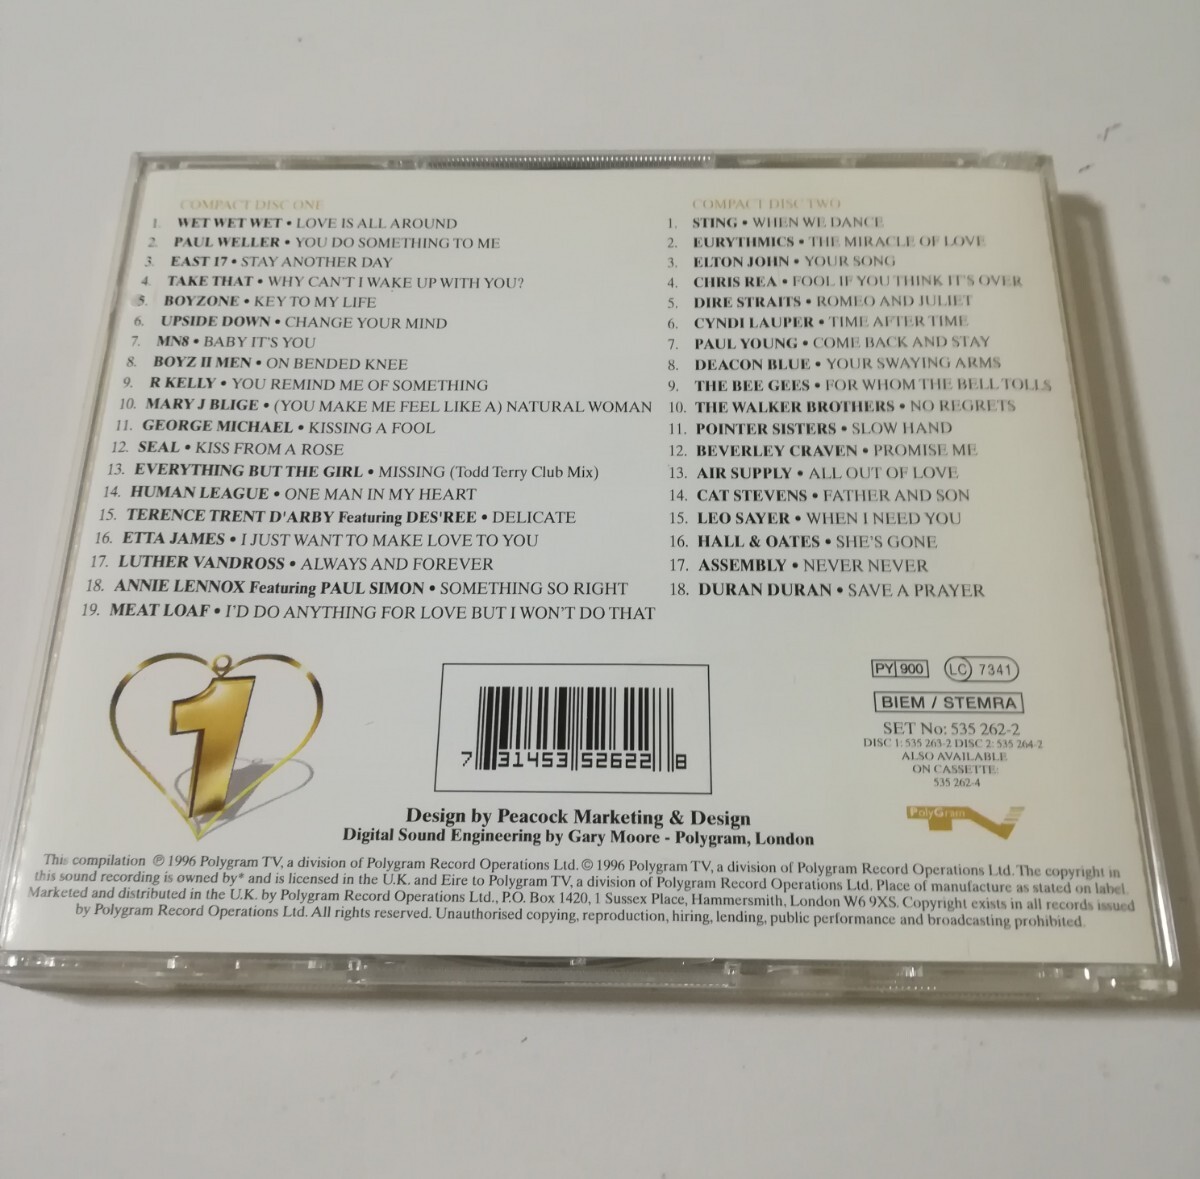 COMPACT DISC ONE
1. WET WET WET • LOVE IS ALL AROUND
2. PAUL WELLER • YOU DO SOMETHING TO ME
3. EAST 17 • STAY ANOTHER DAY
4. TAKE THAT • WHY CAN'T I WAKE UP WITH YOU?
5. BOYZONE • KEY TO MY LIFE
6. UPSIDE DOWN • CHANGE YOUR MIND
7. MN8 • BABY IT'S YOU
8. BOYZ II MEN • ON BENDED KNEE
9. R KELLY • YOU REMIND ME OF SOMETHING
10. MARY J BLIGE • (YOU MAKE ME FEEL LIKE A) NATURAL WOMAN
11. GEORGE MICHAEL • KISSING A FOOL
12. SEAL • KISS FROM A ROSE
13. EVERYTHING BUT THE GIRL • MISSING (Todd Terry Club Mix)
14. HUMAN LEAGUE • ONE MAN IN MY HEART
15. TERENCE TRENT D'ARBY Featuring DES'REE • DELICATE
16. ETTA JAMES • I JUST WANT TO MAKE LOVE TO YOU
17. LUTHER VANDROSS • ALWAYS AND FOREVER
18. ANNIE LENNOX Featuring PAUL SIMON • SOMETHING SO RIGHT
19. MEAT LOAF • I'D DO ANYTHING FOR LOVE BUT I WON'T DO THAT
COMPACT DISC TWO
1. STING • WHEN WE DANCE
2. EURYTHMICS • THE MIRACLE OF LOVE
3. ELTON JOHN • YOUR SONG
4. CHRIS REA • FOOL IF YOU THINK IT'S OVER
5. DIRE STRAITS • ROMEO AND JULIET
6. CYNDI LAUPER • TIME AFTER TIME
7. PAUL YOUNG • COME BACK AND STAY
8. DEACON BLUE • YOUR SWAYING ARMS
9. THE BEE GEES • FOR WHOM THE BELL TOLLS
10. THE WALKER BROTHERS • NO REGRETS
11. POINTER SISTERS • SLOW HAND
12. BEVERLEY CRAVEN • PROMISE ME
13. AIR SUPPLY • ALL OUT OF LOVE
14. CAT STEVENS • FATHER AND SON
15. LEO SAYER • WHEN I NEED YOU
16. HALL & OATES • SHE'S GONE
17. ASSEMBLY • NEVER NEVER
18. DURAN DURAN • SAVE A PRAYER
1
7 31453 52622 8
PY 900 LC 7341
BIEM / STEMRA
SET No: 535 262-2
DISC 1: 535 263-2 DISC 2: 535 264-2
ALSO AVAILABLE
ON CASSETTE:
535 262-4
PolyGram
Design by Peacock Marketing & Design
Digital Sound Engineering by Gary Moore - Polygram, London
This compilation ℗ 1996 Polygram TV, a division of Polygram Record Operations Ltd. © 1996 Polygram TV, a division of Polygram Record Operations Ltd. The copyright in
this sound recording is owned by* and is licensed in the U.K. and Eire to Polygram TV, a division of Polygram Record Operations Ltd. Place of manufacture as stated on label.
Marketed and distributed in the U.K. by Polygram Record Operations Ltd., P.O. Box 1420, 1 Sussex Place, Hammersmith, London W6 9XS. Copyright exists in all records issued
by Polygram Record Operations Ltd. All rights reserved. Unauthorised copying, reproduction, hiring, lending, public performance and broadcasting prohibited.